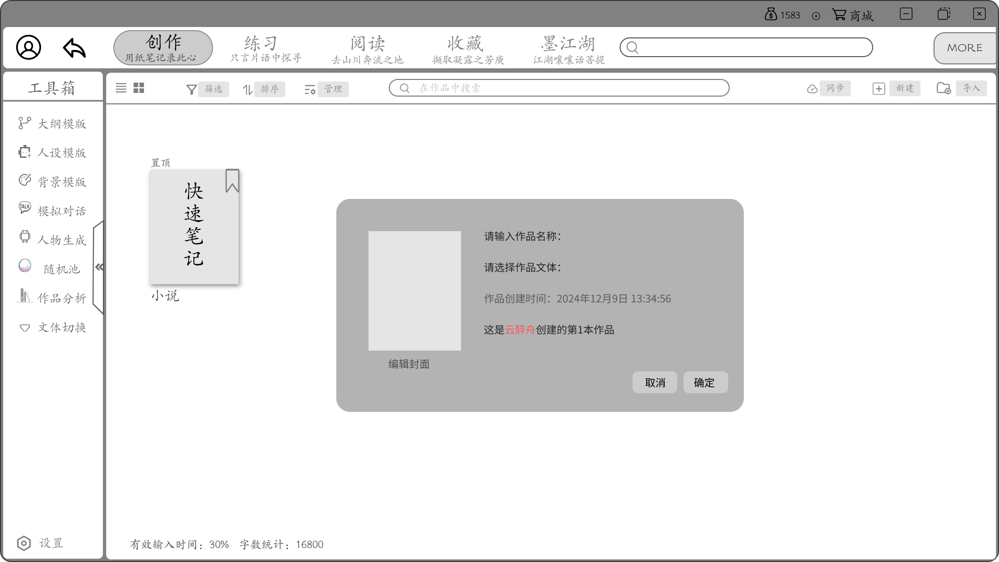 1583
商城
创作
用纸笔记录此心
练习
只言片语中探寻
阅读
去山川奔流之地
收藏
撷取凝露之芳庾
墨江湖
江湖嚷嚷话菩提
MORE
工具箱
筛选
排序
管理
在作品中搜索
同步
新建
导入
大纲模版
人设模版
背景模版
TALK
模拟对话
人物生成
随机池
作品分析
文体切换
设置
置顶
快
速
笔
记
小说
请输入作品名称：
请选择作品文体：
作品创建时间：2024年12月9日 13:34:56
这是云醉舟创建的第1本作品
编辑封面
取消
确定
有效输入时间：30% 字数统计：16800